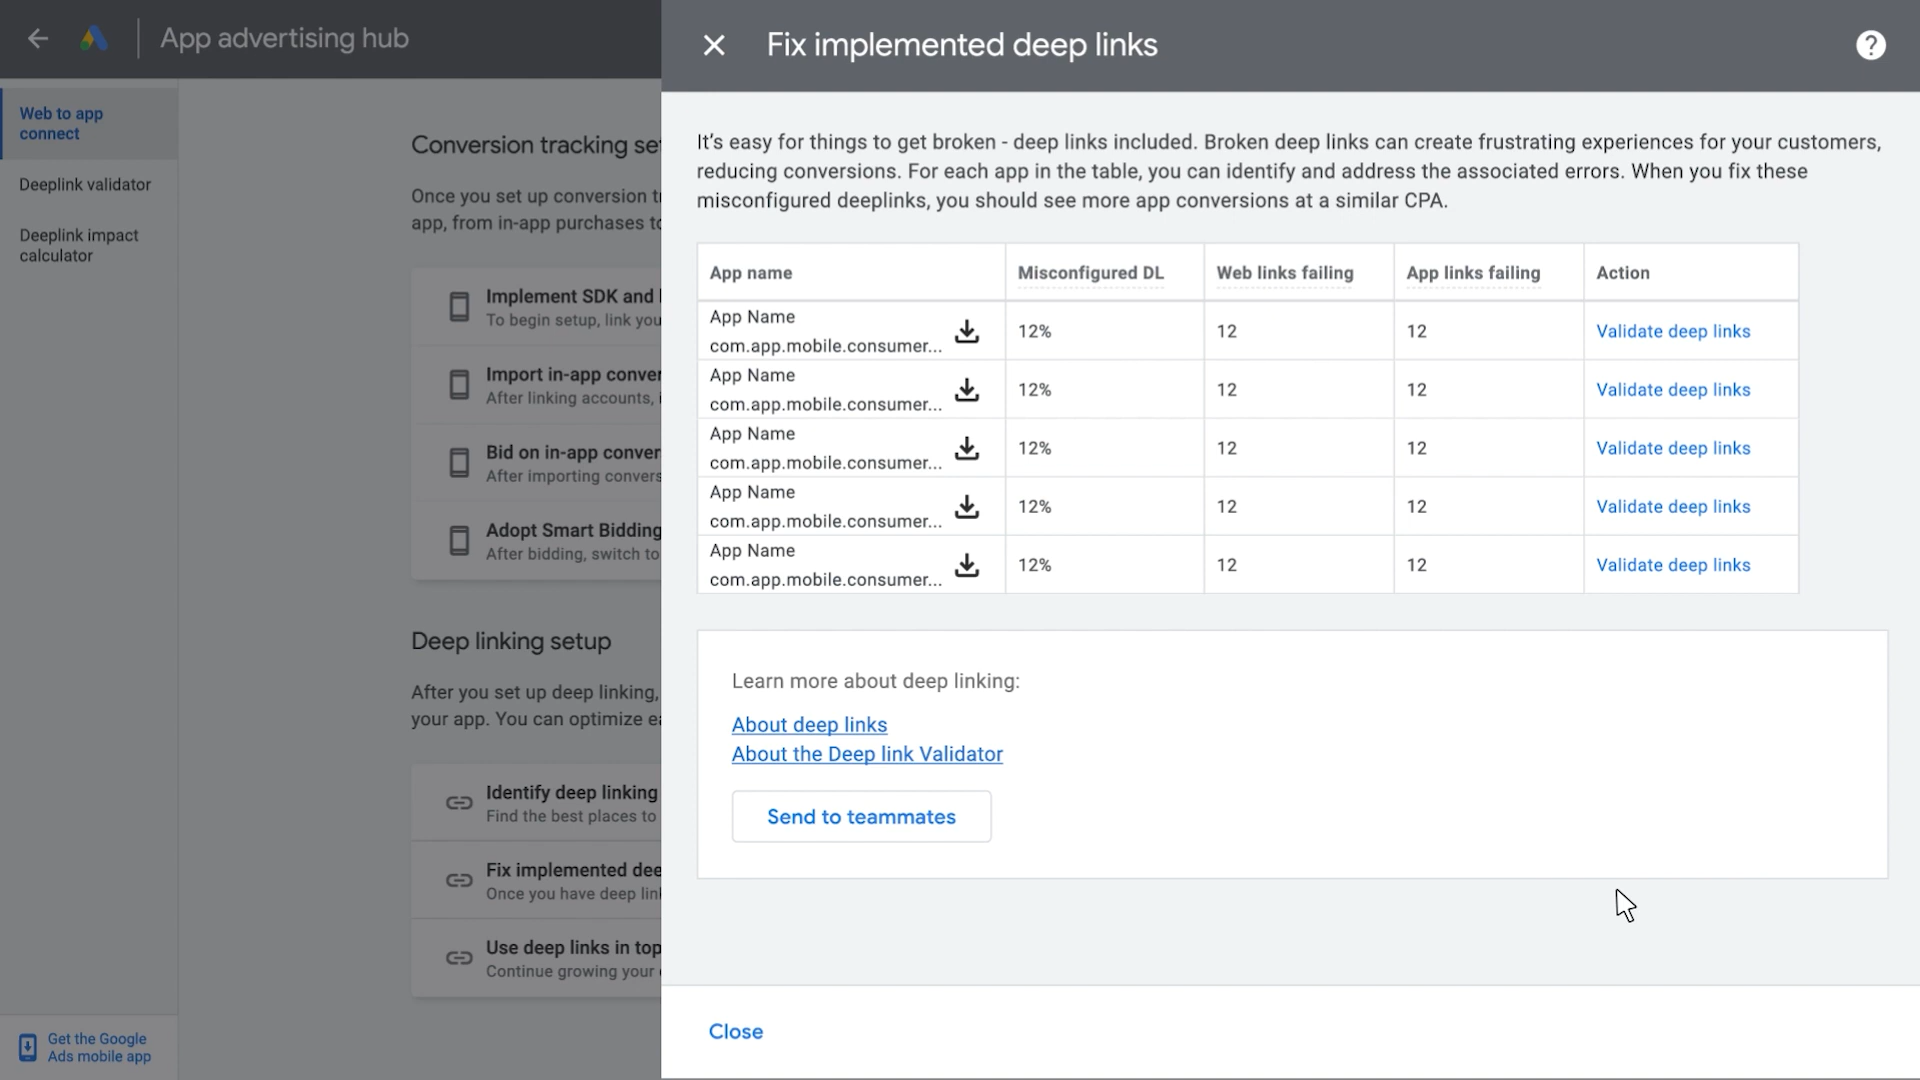 App advertising hub
Web to app
connect
Deeplink validator
Deeplink impact
calculator
Get the Google
Ads mobile app
Conversion tracking se
Once you set up conversion t
app, from in-app purchases to
Implement SDK and
To begin setup, link you
Import in-app conver
After linking accounts,
Bid on in-app conver
After importing convers
Adopt Smart Bidding
After bidding, switch to
Deep linking setup
After you set up deep linking,
your app. You can optimize ea
Identify deep linking
Find the best places to
Fix implemented dee
Once you have deep lin
Use deep links in top
Continue growing your
Fix implemented deep links
?
It's easy for things to get broken - deep links included. Broken deep links can create frustrating experiences for your customers,
reducing conversions. For each app in the table, you can identify and address the associated errors. When you fix these
misconfigured deeplinks, you should see more app conversions at a similar CPA.
App name Misconfigured DL Web links failing App links failing Action
App Name
com.app.mobile.consumer... 12% 12 12 Validate deep links
App Name
com.app.mobile.consumer... 12% 12 12 Validate deep links
App Name
com.app.mobile.consumer... 12% 12 12 Validate deep links
App Name
com.app.mobile.consumer... 12% 12 12 Validate deep links
App Name
com.app.mobile.consumer... 12% 12 12 Validate deep links
Learn more about deep linking:
About deep links
About the Deep link Validator
Send to teammates
Close